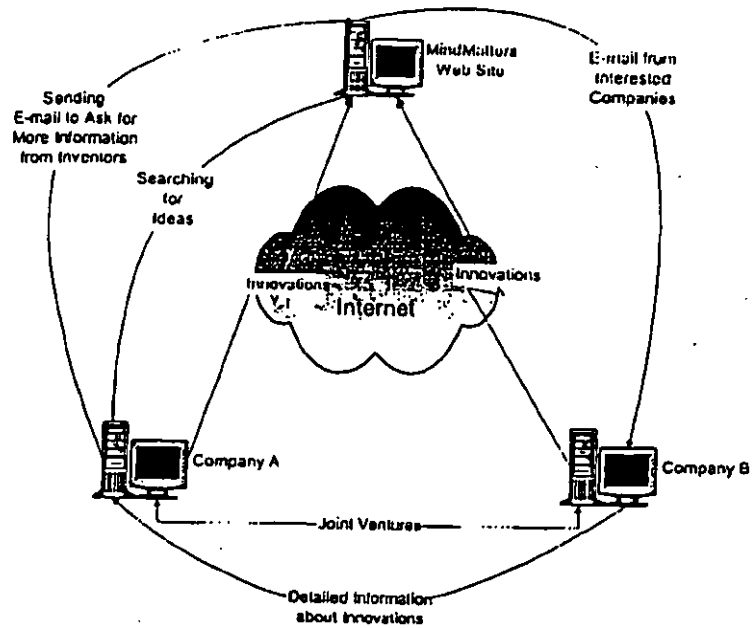 MindMatters
Web Site
E-mail from
Interested
Companies
Sending
E-mail to Ask for
More Information
from Inventors
Searching
for
Ideas
Innovations
Innovations
Internet
Company A
Company B
Joint Ventures
Detailed Information
about Innovations